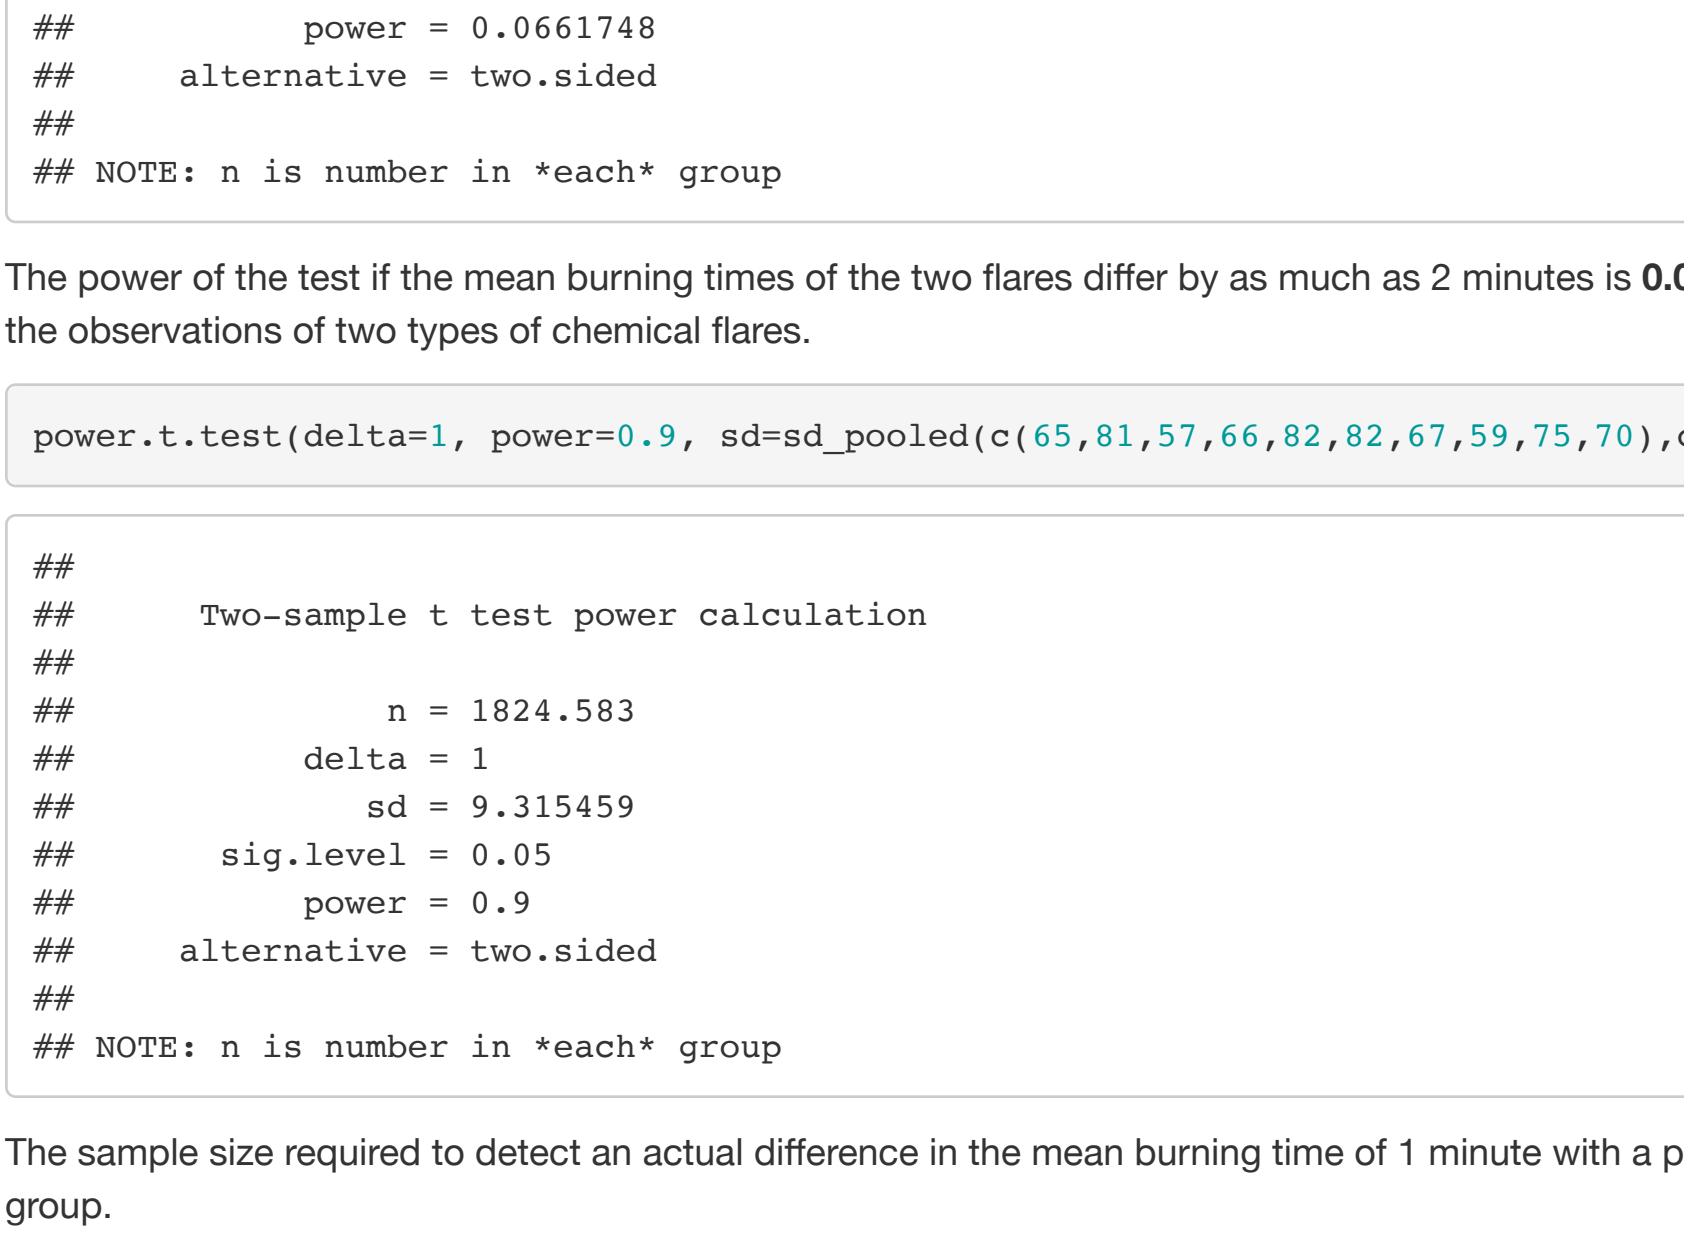 ##           power = 0.0661748
##     alternative = two.sided
##
## NOTE: n is number in *each* group
The power of the test if the mean burning times of the two flares differ by as much as 2 minutes is
the observations of two types of chemical flares.
power.t.test(delta=1, power=0.9, sd=sd_pooled(c(65,81,57,66,82,82,67,59,75,70),
##
##      Two-sample t test power calculation
##
##               n = 1824.583
##           delta = 1
##              sd = 9.315459
##       sig.level = 0.05
##           power = 0.9
##     alternative = two.sided
##
## NOTE: n is number in *each* group
The sample size required to detect an actual difference in the mean burning time of 1 minute with a
group.